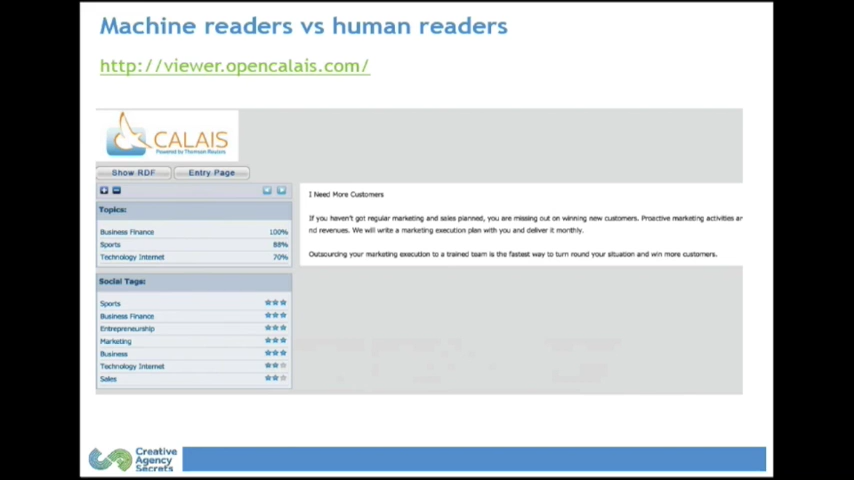 Machine readers vs human readers
http://viewer.opencalais.com/
CALAIS
Powered by Thomson Reuters
Show RDF Entry Page
Topics:
Business Finance 100%
Sports 88%
Technology Internet 70%
Social Tags:
Sports
Business Finance
Entrepreneurship
Marketing
Business
Technology Internet
Sales
I Need More Customers
If you haven't got regular marketing and sales planned, you are missing out on winning new customers. Proactive marketing activities ar
nd revenues. We will write a marketing execution plan with you and deliver it monthly.
Outsourcing your marketing execution to a trained team is the fastest way to turn round your situation and win more customers.
Creative
Agency
Secrets